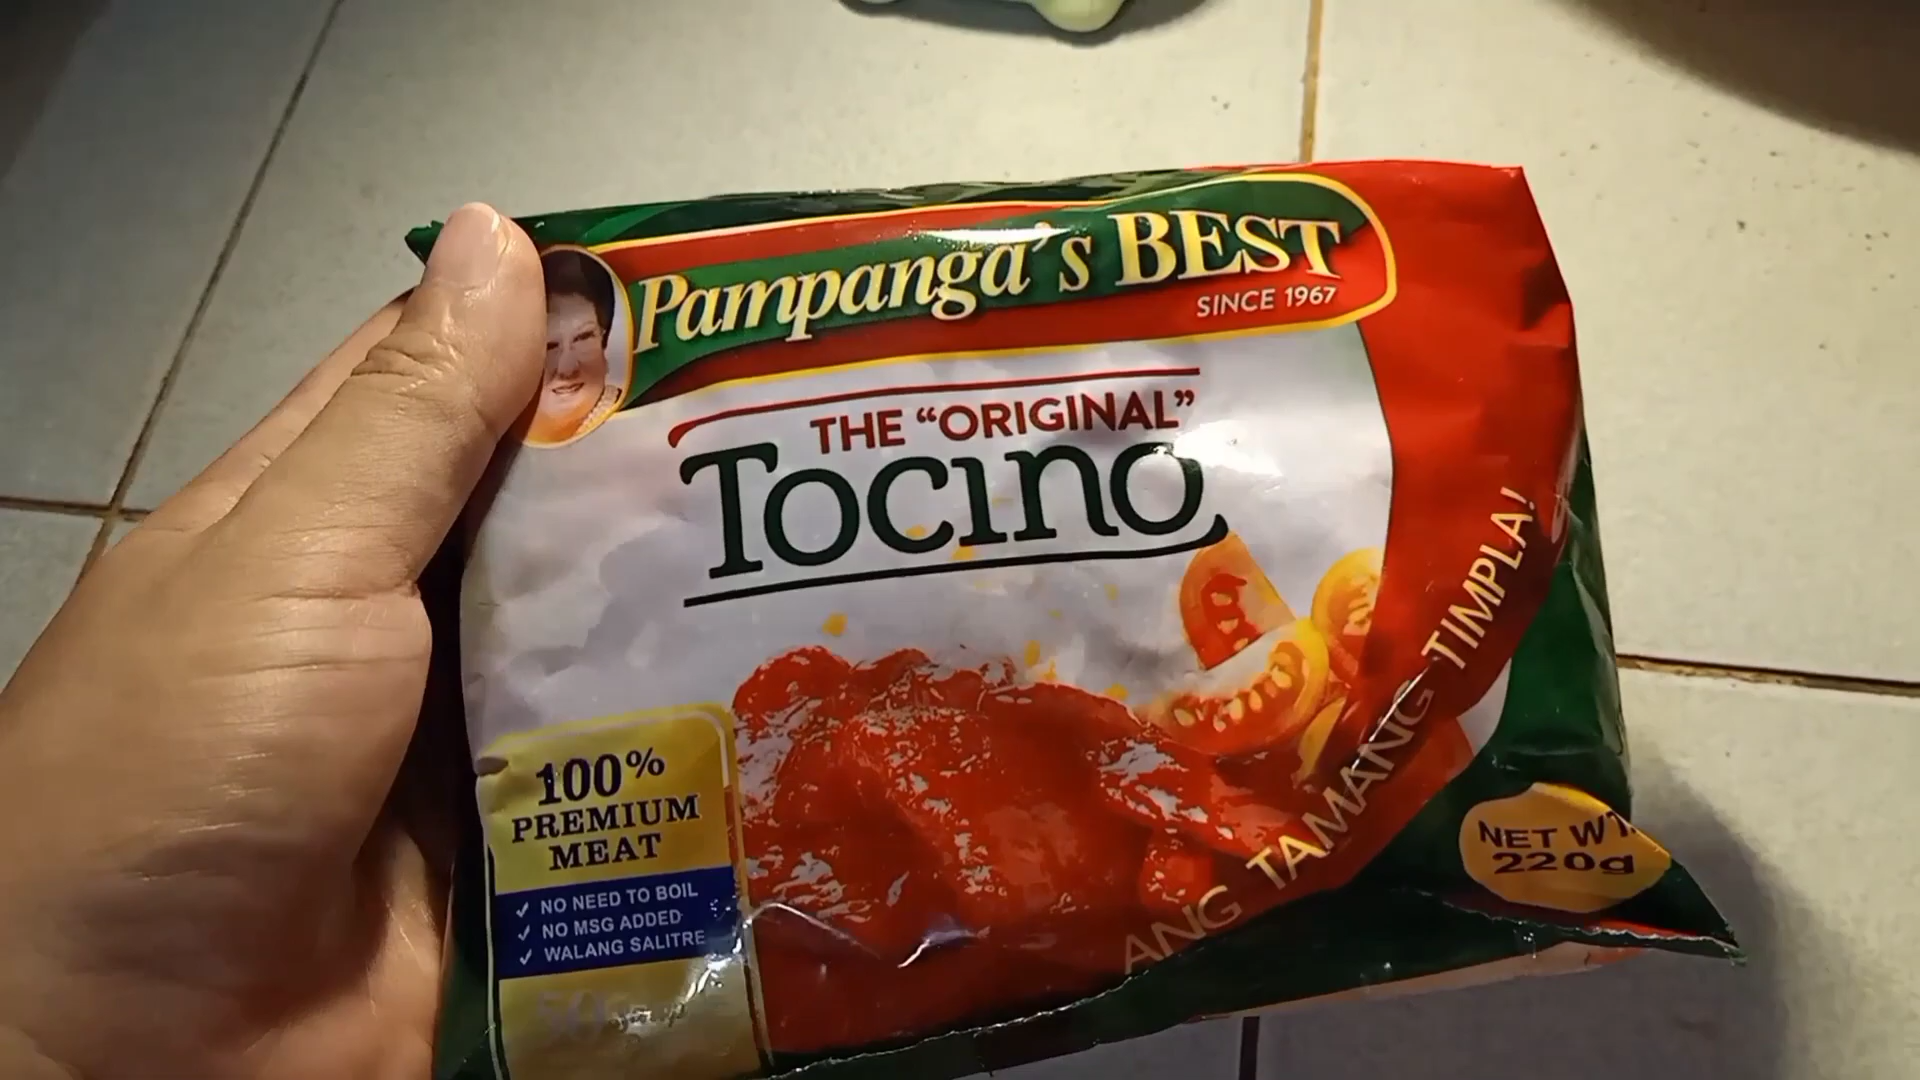 Pampanga's BEST
SINCE 1967
THE “ORIGINAL”
Tocino
100%
PREMIUM
MEAT
✓ NO NEED TO BOIL
✓ NO MSG ADDED
✓ WALANG SALITRE
50
ANG TAMANG TIMPLA!
NET WT.
220g